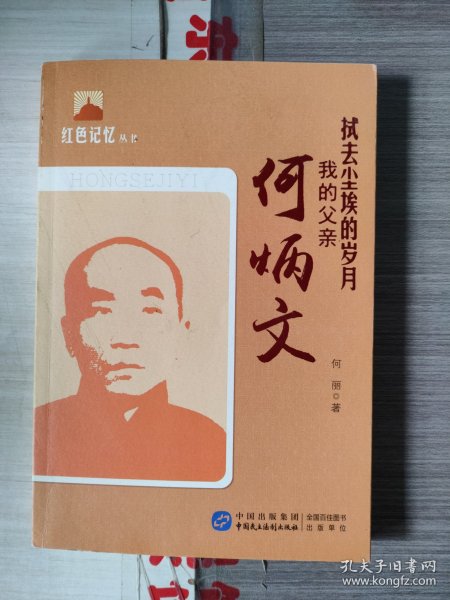 红色记忆丛书
HONGSEJIYI
拭去尘埃的岁月
我的父亲
何炳文
何丽◎著
中国出版集团
中国民主法制出版社
全国百佳图书
出版单位
孔夫子旧书网
www.kongfz.com